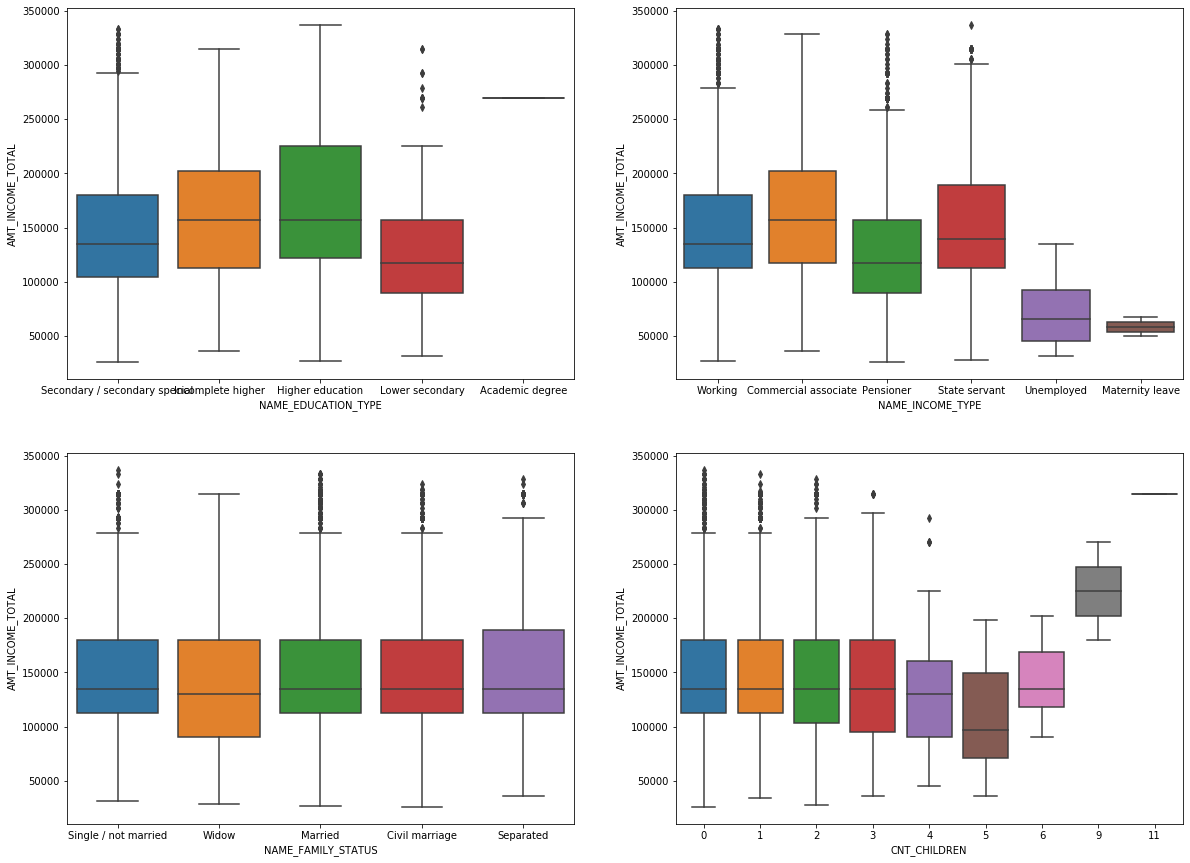 350000
300000
250000
200000
150000
100000
50000
AMT_INCOME_TOTAL
Secondary / secondary special Incomplete higher Higher education Lower secondary Academic degree
NAME_EDUCATION_TYPE
350000
300000
250000
200000
150000
100000
50000
AMT_INCOME_TOTAL
Working Commercial associate Pensioner State servant Unemployed Maternity leave
NAME_INCOME_TYPE
350000
300000
250000
200000
150000
100000
50000
AMT_INCOME_TOTAL
Single / not married Widow Married Civil marriage Separated
NAME_FAMILY_STATUS
350000
300000
250000
200000
150000
100000
50000
AMT_INCOME_TOTAL
0 1 2 3 4 5 6 9 11
CNT_CHILDREN